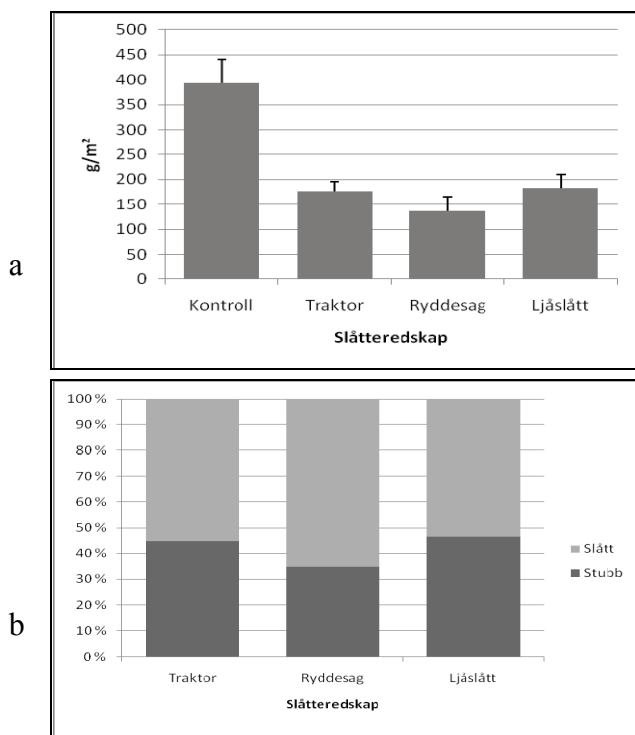 a
500
450
400
350
300
250
200
150
100
50
0
g/m²
Kontroll Traktor Ryddesag Ljåslått
Slåtteredskap
b
100 %
90 %
80 %
70 %
60 %
50 %
40 %
30 %
20 %
10 %
0 %
Slått
Stubb
Traktor Ryddesag Ljåslått
Slåtteredskap